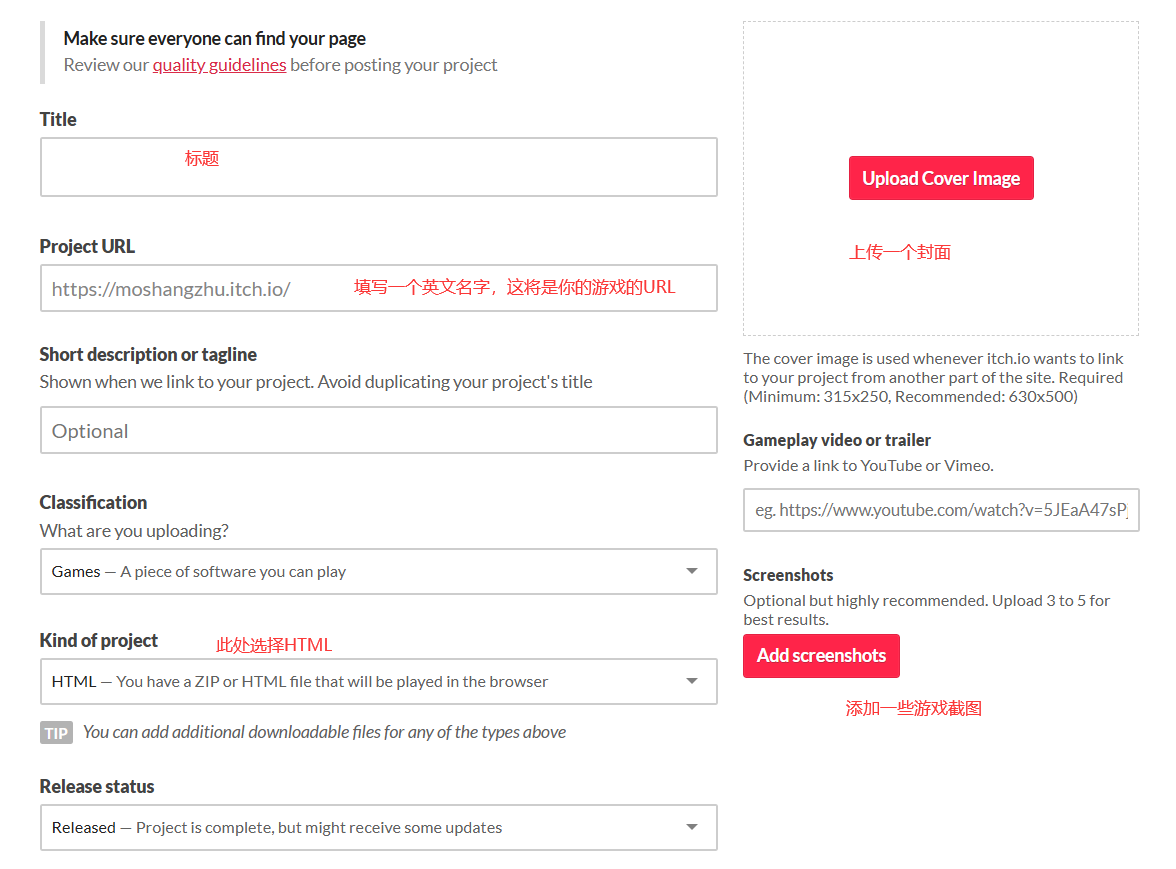 Make sure everyone can find your page
Review our quality guidelines before posting your project
Title
标题
Project URL
https://moshangzhu.itch.io/
填写一个英文名字，这将是你的游戏的URL
Short description or tagline
Shown when we link to your project. Avoid duplicating your project's title
Optional
Classification
What are you uploading?
Games — A piece of software you can play
Kind of project
此处选择HTML
HTML — You have a ZIP or HTML file that will be played in the browser
TIP You can add additional downloadable files for any of the types above
Release status
Released — Project is complete, but might receive some updates
Upload Cover Image
上传一个封面
The cover image is used whenever itch.io wants to link
to your project from another part of the site. Required
(Minimum: 315x250, Recommended: 630x500)
Gameplay video or trailer
Provide a link to YouTube or Vimeo.
eg. https://www.youtube.com/watch?v=5JEaA47sP
Screenshots
Optional but highly recommended. Upload 3 to 5 for
best results.
Add screenshots
添加一些游戏截图